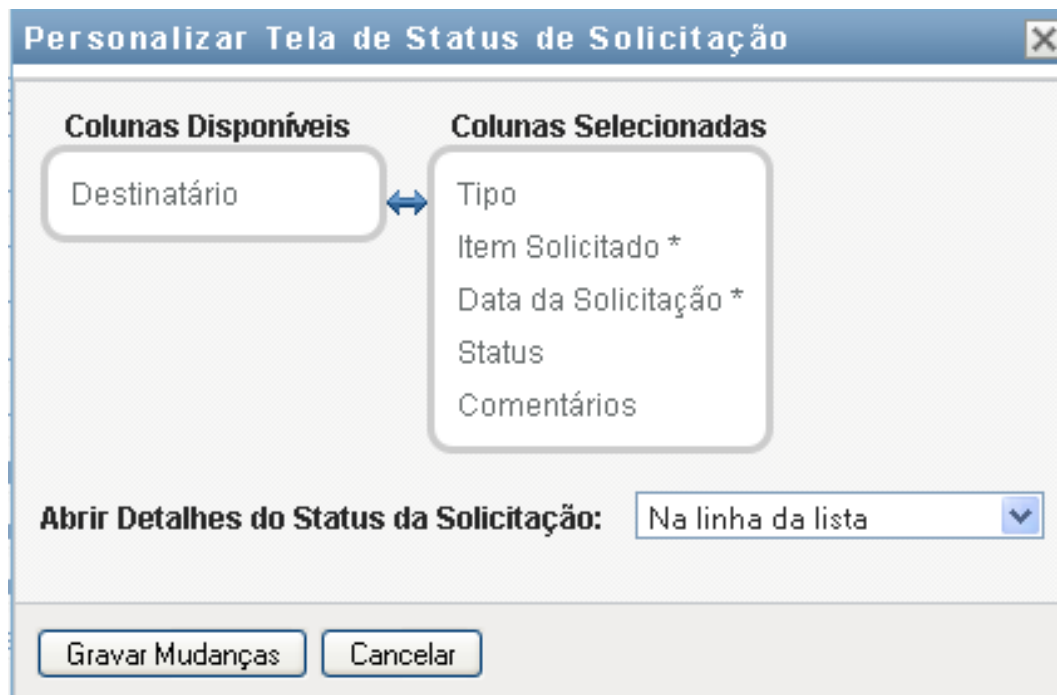 Personalizar Tela de Status de Solicitação
Colunas Disponíveis
Colunas Selecionadas
Destinatário
Tipo
Item Solicitado *
Data da Solicitação *
Status
Comentários
Abrir Detalhes do Status da Solicitação:
Na linha da lista
Gravar Mudanças
Cancelar